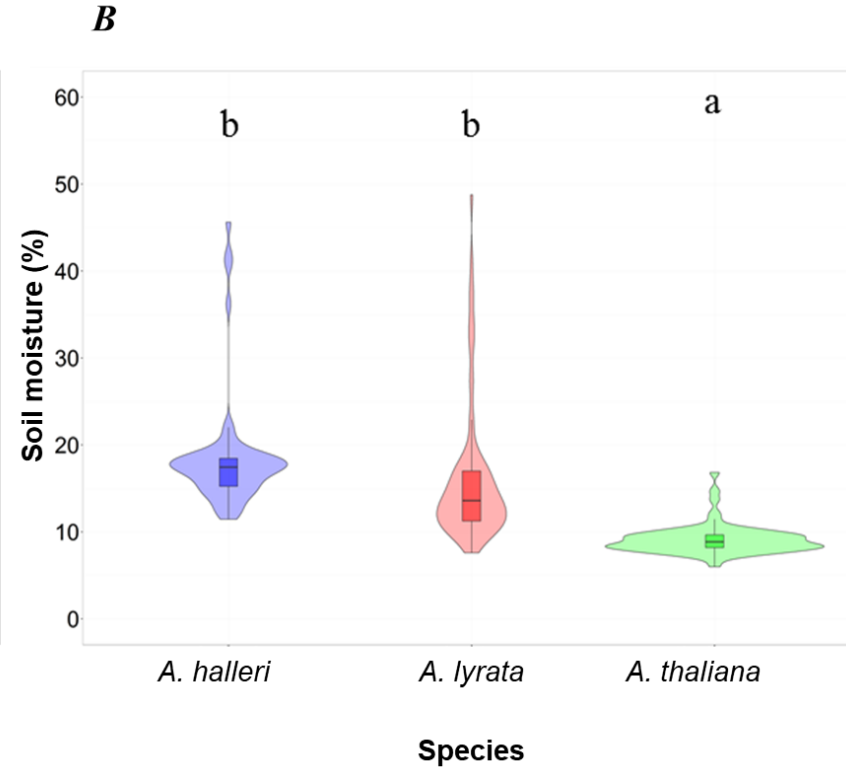 B
60
b
b
a
50
40
30
20
10
0
Soil moisture (%)
A. halleri
A. lyrata
A. thaliana
Species